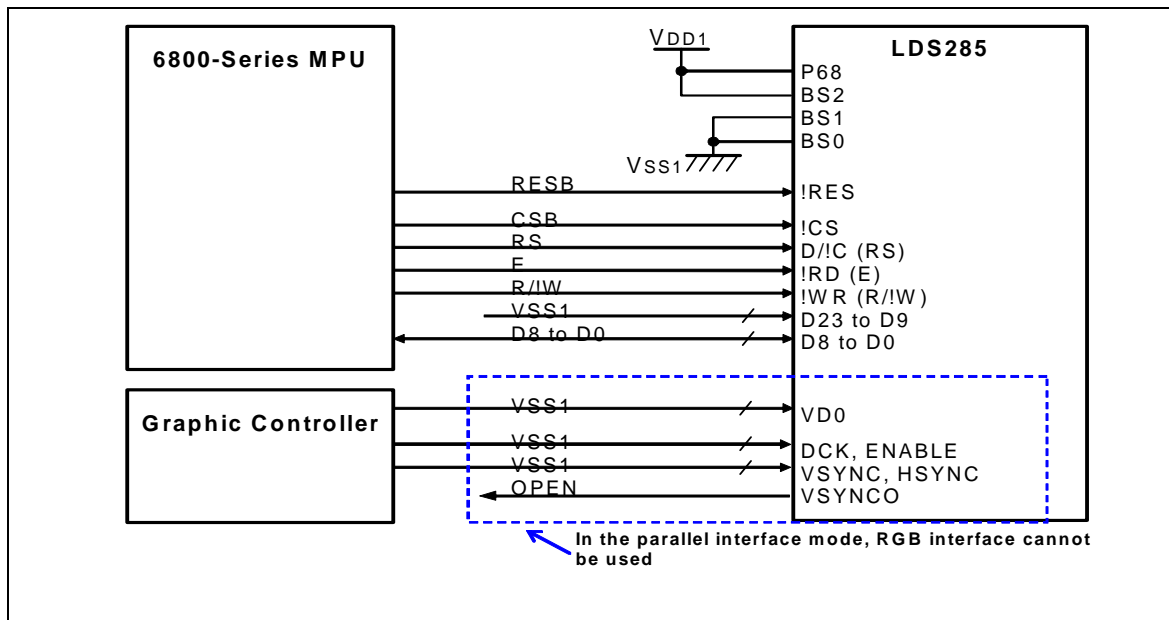 6800-Series MPU
VDD1
LDS285
P68
BS2
BS1
BS0
VSS1
RESB
!RES
CSB
!CS
RS
D/!C (RS)
E
!RD (E)
R/!W
!WR (R/!W)
VSS1
D23 to D9
D8 to D0
D8 to D0
Graphic Controller
VSS1
VD0
VSS1
DCK, ENABLE
VSS1
VSYNC, HSYNC
OPEN
VSYNCO
In the parallel interface mode, RGB interface cannot
be used